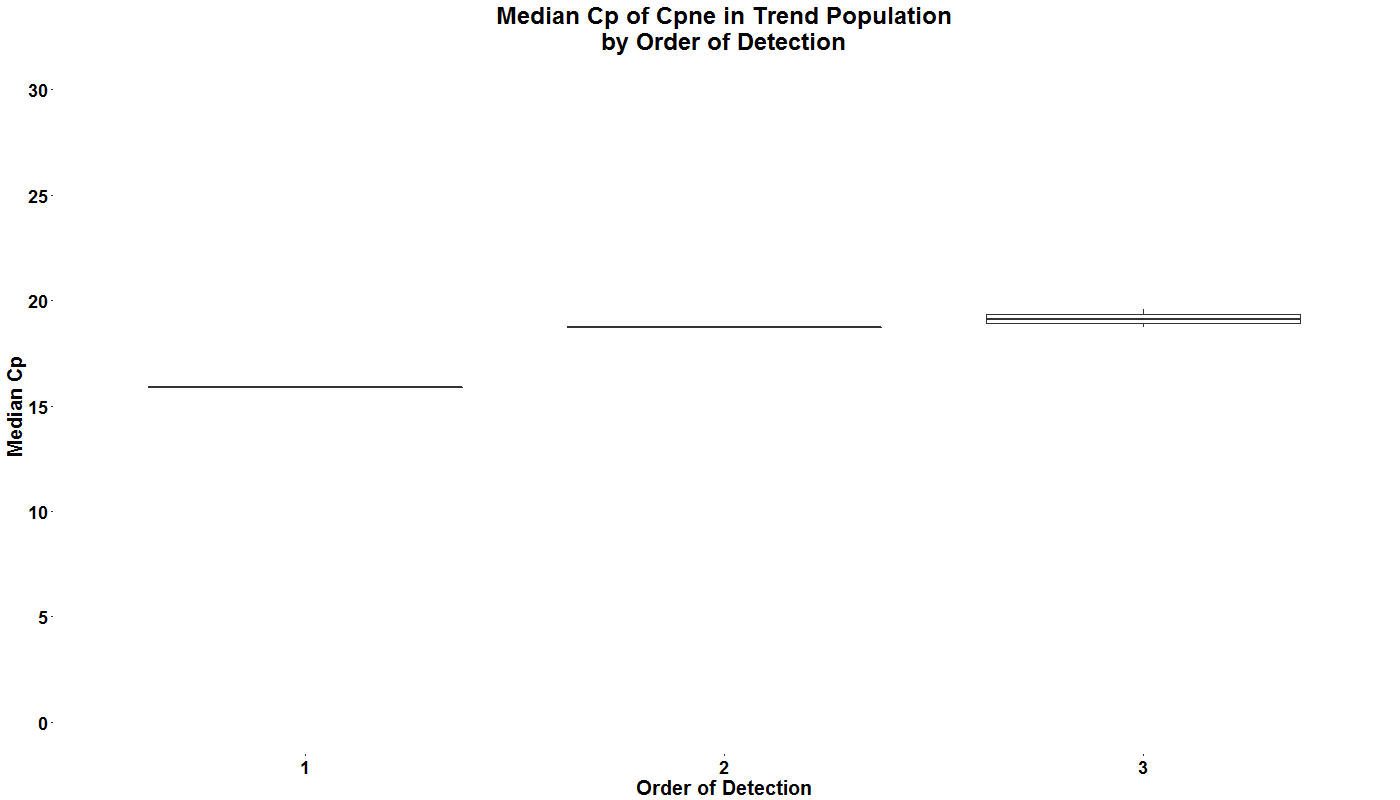 Median Cp of Cpne in Trend Population
by Order of Detection
30
25
20
15
10
5
0
Median Cp
1
2
3
Order of Detection